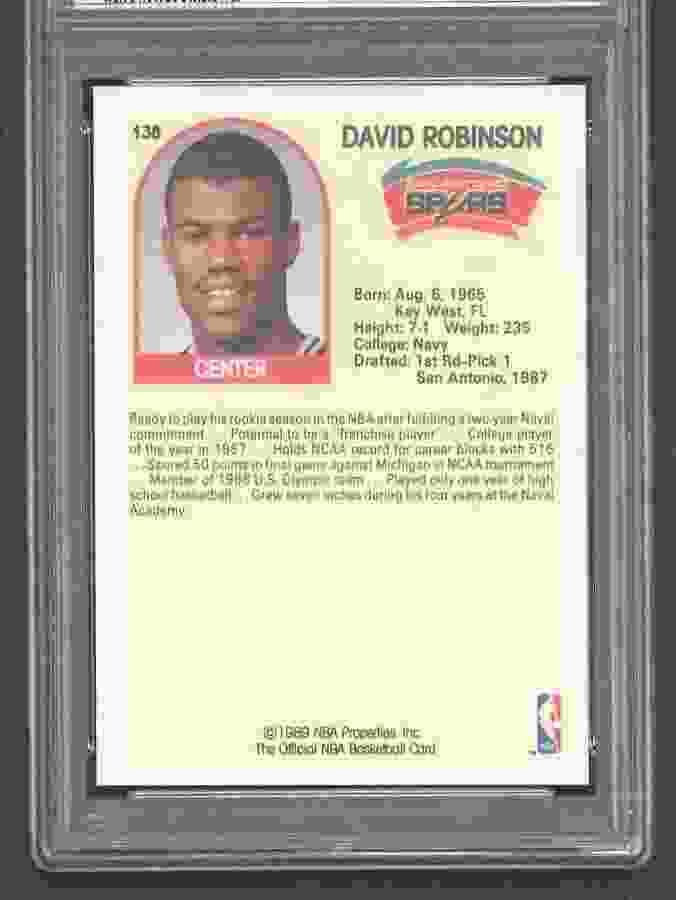 138
DAVID ROBINSON
SPURS
CENTER
Born: Aug. 6, 1965
Key West, FL
Height: 7-1 Weight: 235
College: Navy
Drafted: 1st Rd-Pick 1
San Antonio, 1987
Ready to play his rookie season in the NBA after fulfilling a two-year Naval
commitment ... Potential to be a "franchise player" ... College player
of the year in 1987 ... Holds NCAA record for career blocks with 516
... Scored 50 points in final game against Michigan in NCAA tournament
... Member of 1988 U.S. Olympic team ... Played only one year of high
school basketball ... Grew seven inches during his four years at the Naval
Academy.
©1989 NBA Properties, Inc.
The Official NBA Basketball Card